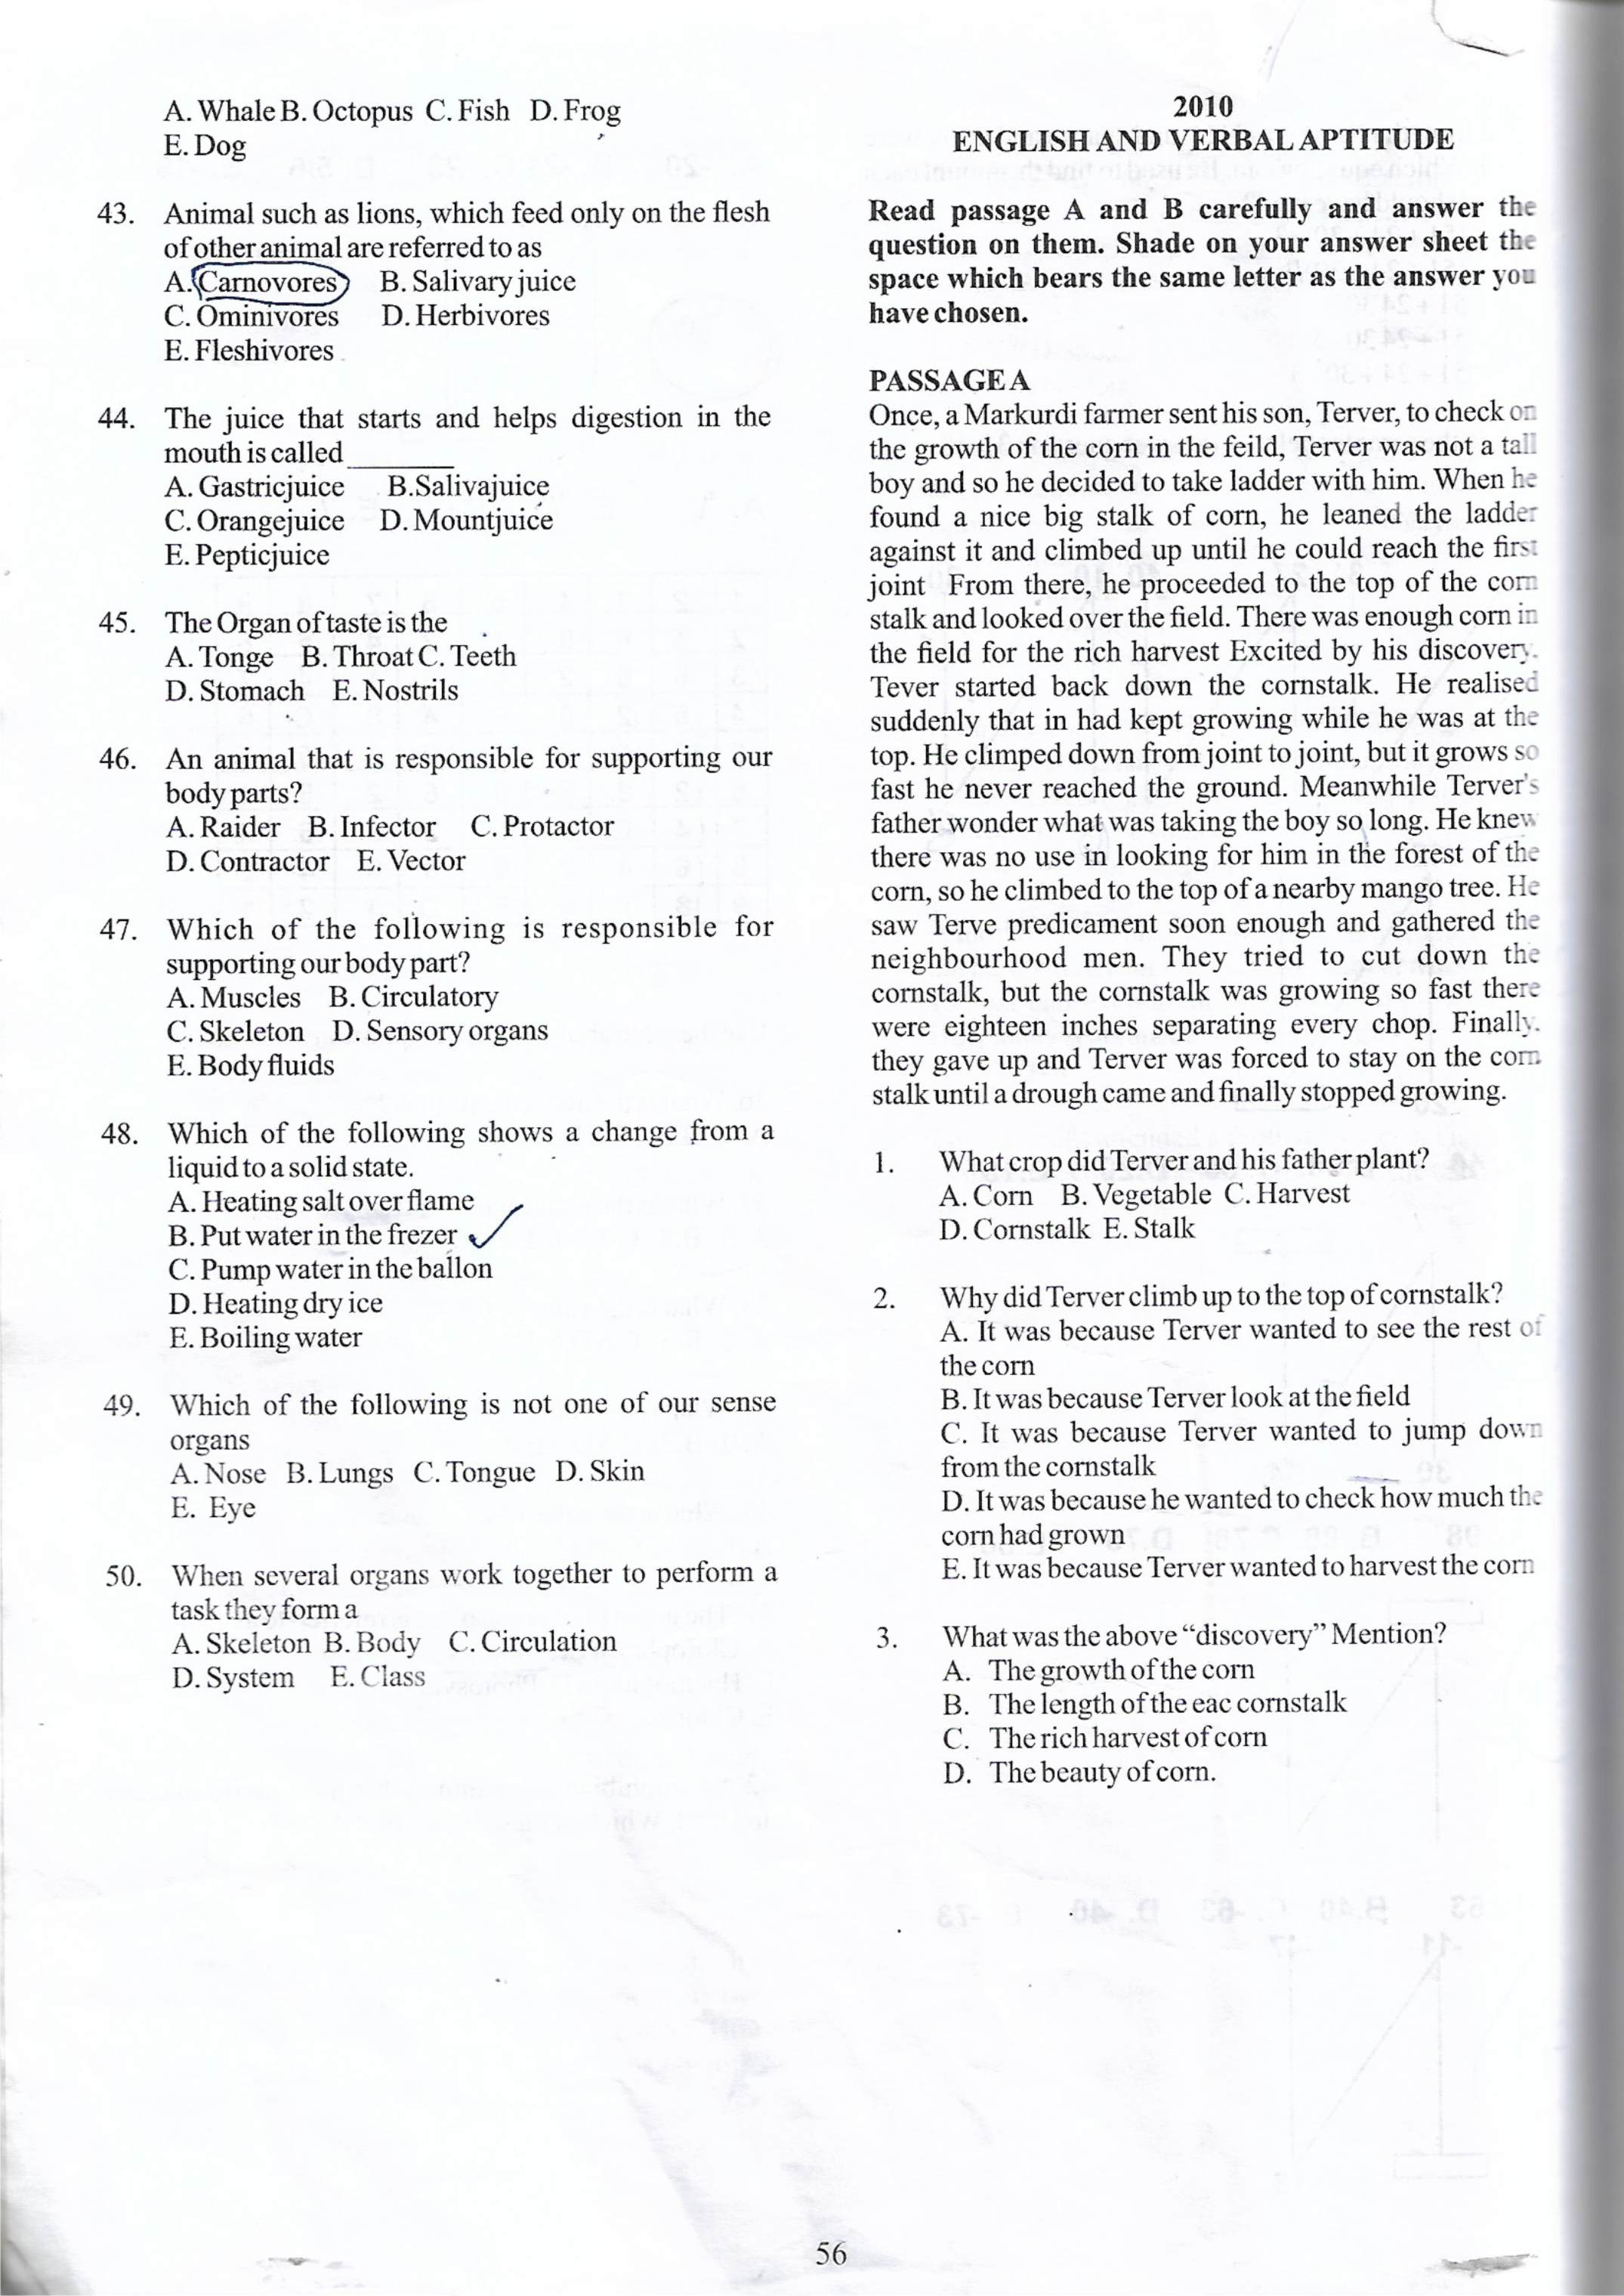 A. Whale B. Octopus C. Fish D. Frog
E. Dog
43. Animal such as lions, which feed only on the flesh
of other animal are referred to as
A. Carnovores B. Salivary juice
C. Ominivores D. Herbivores
E. Fleshivores
44. The juice that starts and helps digestion in the
mouth is called ______
A. Gastricjuice B.Salivajuice
C. Orangejuice D. Mountjuice
E. Pepticjuice
45. The Organ of taste is the
A. Tonge B. Throat C. Teeth
D. Stomach E. Nostrils
46. An animal that is responsible for supporting our
body parts?
A. Raider B. Infector C. Protactor
D. Contractor E. Vector
47. Which of the following is responsible for
supporting our body part?
A. Muscles B. Circulatory
C. Skeleton D. Sensory organs
E. Body fluids
48. Which of the following shows a change from a
liquid to a solid state.
A. Heating salt over flame
B. Put water in the frezer
C. Pump water in the ballon
D. Heating dry ice
E. Boiling water
49. Which of the following is not one of our sense
organs
A. Nose B. Lungs C. Tongue D. Skin
E. Eye
50. When several organs work together to perform a
task they form a
A. Skeleton B. Body C. Circulation
D. System E. Class
2010
ENGLISH AND VERBAL APTITUDE
Read passage A and B carefully and answer the
question on them. Shade on your answer sheet the
space which bears the same letter as the answer you
have chosen.
PASSAGE A
Once, a Markurdi farmer sent his son, Terver, to check on
the growth of the corn in the feild, Terver was not a tall
boy and so he decided to take ladder with him. When he
found a nice big stalk of corn, he leaned the ladder
against it and climbed up until he could reach the first
joint From there, he proceeded to the top of the corn
stalk and looked over the field. There was enough corn in
the field for the rich harvest Excited by his discovery.
Tever started back down the cornstalk. He realised
suddenly that in had kept growing while he was at the
top. He climped down from joint to joint, but it grows so
fast he never reached the ground. Meanwhile Terver's
father wonder what was taking the boy so long. He knew
there was no use in looking for him in the forest of the
corn, so he climbed to the top of a nearby mango tree. He
saw Terve predicament soon enough and gathered the
neighbourhood men. They tried to cut down the
cornstalk, but the cornstalk was growing so fast there
were eighteen inches separating every chop. Finally.
they gave up and Terver was forced to stay on the corn
stalk until a drough came and finally stopped growing.
1. What crop did Terver and his father plant?
A. Corn B. Vegetable C. Harvest
D. Cornstalk E. Stalk
2. Why did Terver climb up to the top of cornstalk?
A. It was because Terver wanted to see the rest of
the corn
B. It was because Terver look at the field
C. It was because Terver wanted to jump down
from the cornstalk
D. It was because he wanted to check how much the
corn had grown
E. It was because Terver wanted to harvest the corn
3. What was the above “discovery” Mention?
A. The growth of the corn
B. The length of the eac cornstalk
C. The rich harvest of corn
D. The beauty of corn.
56